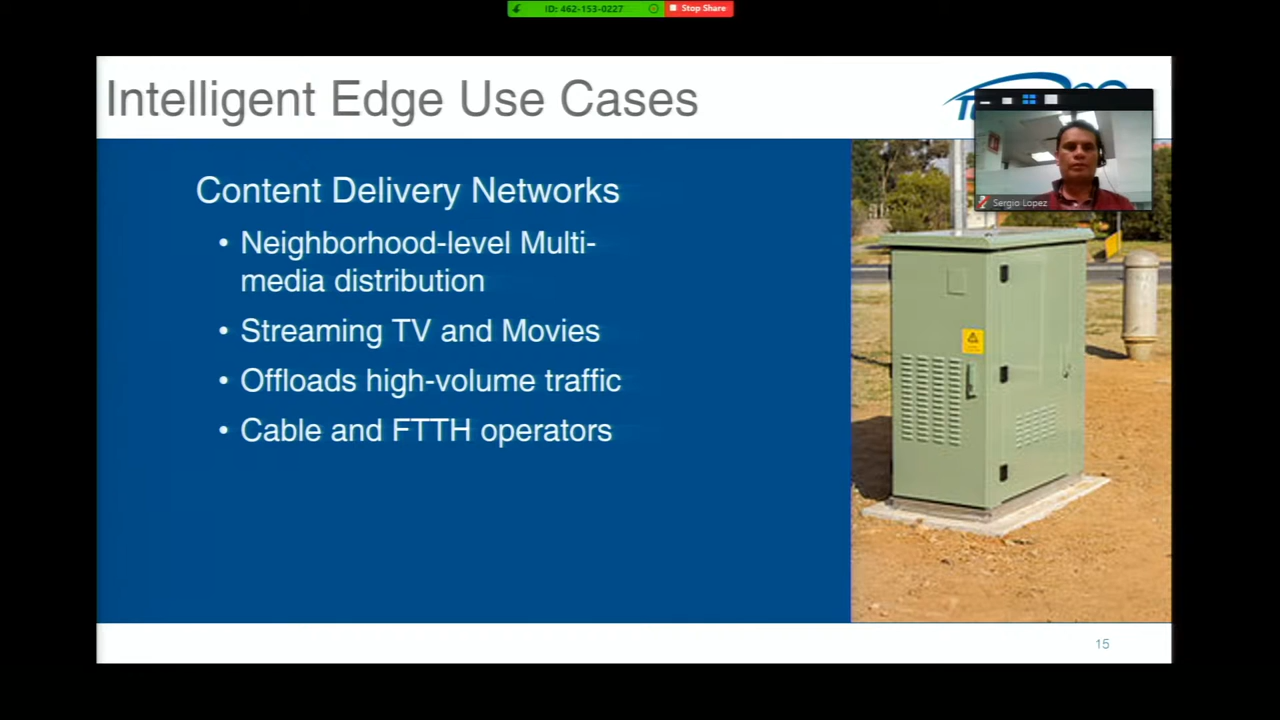 ID: 462-153-0227
Stop Share
Intelligent Edge Use Cases
Sergio Lopez
Content Delivery Networks
• Neighborhood-level Multi-
media distribution
• Streaming TV and Movies
• Offloads high-volume traffic
• Cable and FTTH operators
15